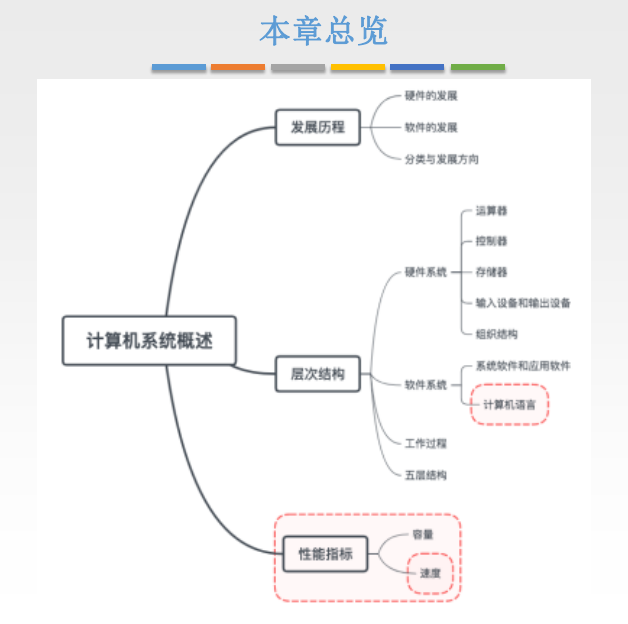 本章总览
计算机系统概述
发展历程
硬件的发展
软件的发展
分类与发展方向
层次结构
硬件系统
运算器
控制器
存储器
输入设备和输出设备
组织结构
软件系统
系统软件和应用软件
计算机语言
工作过程
五层结构
性能指标
容量
速度